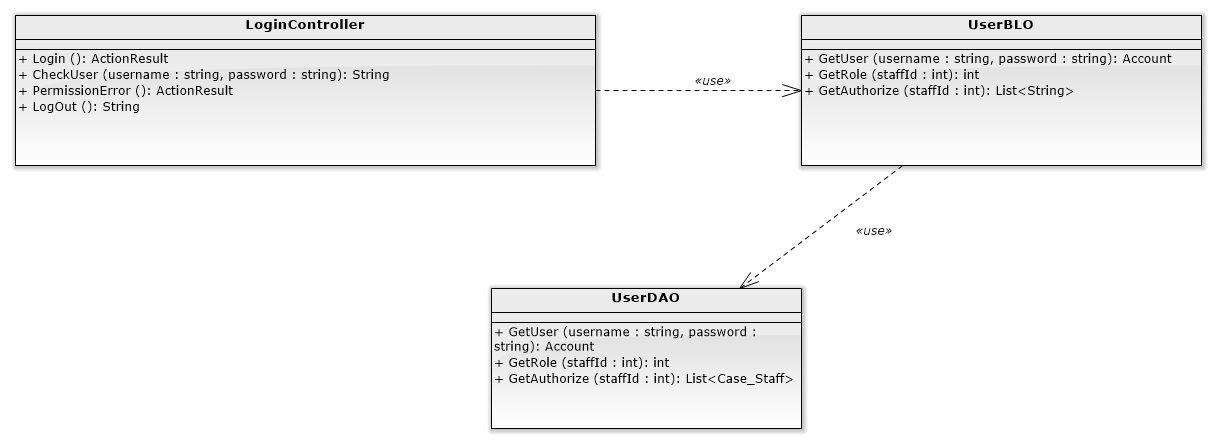 LoginController
+ Login (): ActionResult
+ CheckUser (username : string, password : string): String
+ PermissionError (): ActionResult
+ LogOut (): String
«use»
UserBLO
+ GetUser (username : string, password : string): Account
+ GetRole (staffId : int): int
+ GetAuthorize (staffId : int): List<String>
«use»
UserDAO
+ GetUser (username : string, password :
string): Account
+ GetRole (staffId : int): int
+ GetAuthorize (staffId : int): List<Case_Staff>